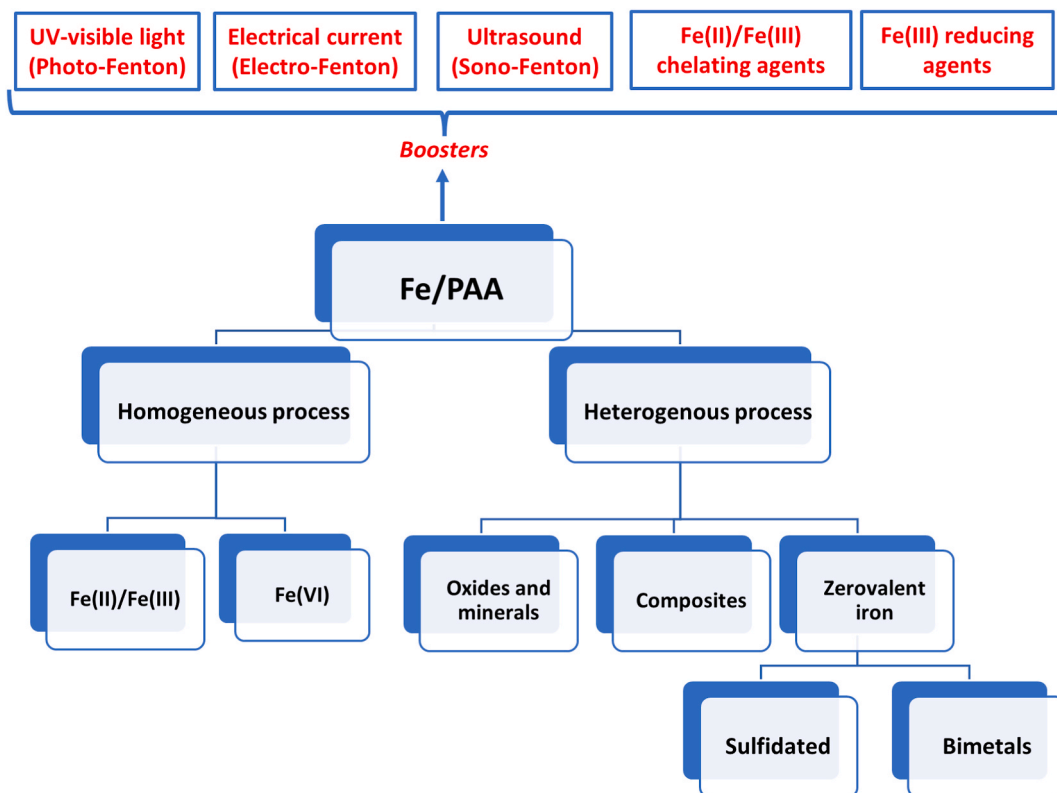 UV-visible light
(Photo-Fenton)
Electrical current
(Electro-Fenton)
Ultrasound
(Sono-Fenton)
Fe(II)/Fe(III)
chelating agents
Fe(III) reducing
agents
Boosters
Fe/PAA
Homogeneous process
Heterogenous process
Fe(II)/Fe(III)
Fe(VI)
Oxides and
minerals
Composites
Zerovalent
iron
Sulfidated
Bimetals